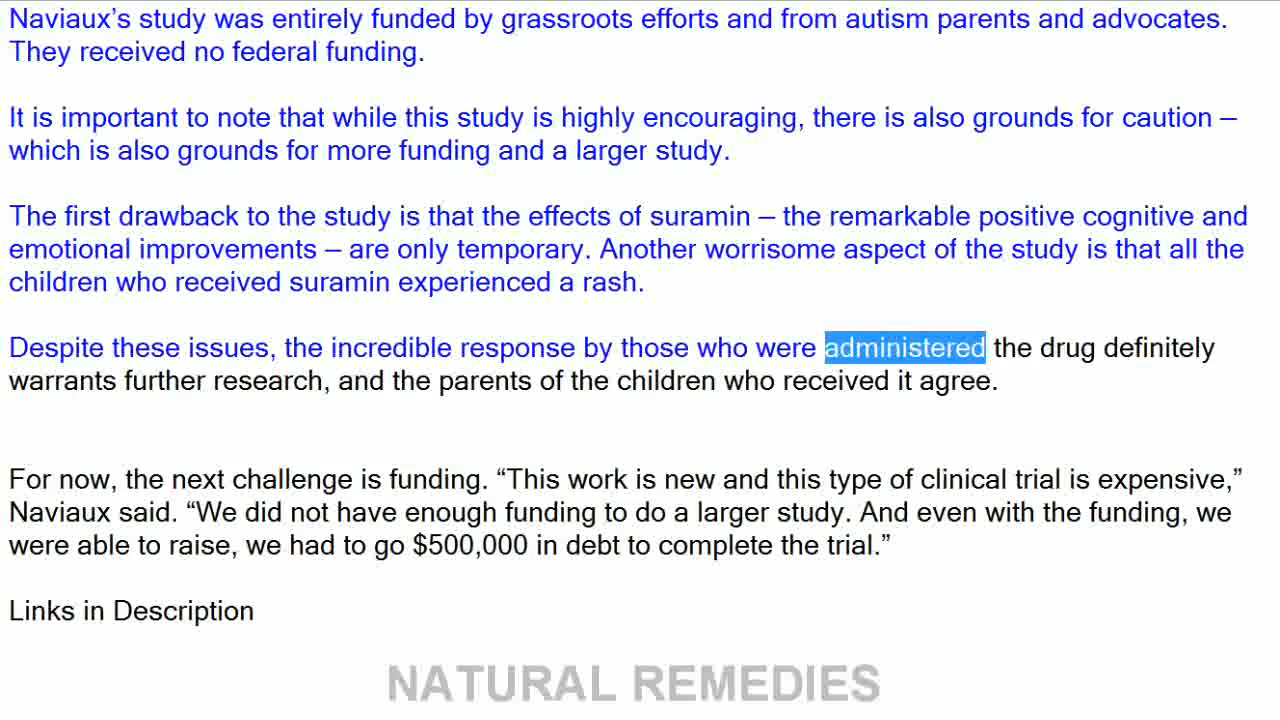 Naviaux’s study was entirely funded by grassroots efforts and from autism parents and advocates.
They received no federal funding.
It is important to note that while this study is highly encouraging, there is also grounds for caution –
which is also grounds for more funding and a larger study.
The first drawback to the study is that the effects of suramin – the remarkable positive cognitive and
emotional improvements – are only temporary. Another worrisome aspect of the study is that all the
children who received suramin experienced a rash.
Despite these issues, the incredible response by those who were administered the drug definitely
warrants further research, and the parents of the children who received it agree.
For now, the next challenge is funding. “This work is new and this type of clinical trial is expensive,”
Naviaux said. “We did not have enough funding to do a larger study. And even with the funding, we
were able to raise, we had to go $500,000 in debt to complete the trial.”
Links in Description
NATURAL REMEDIES